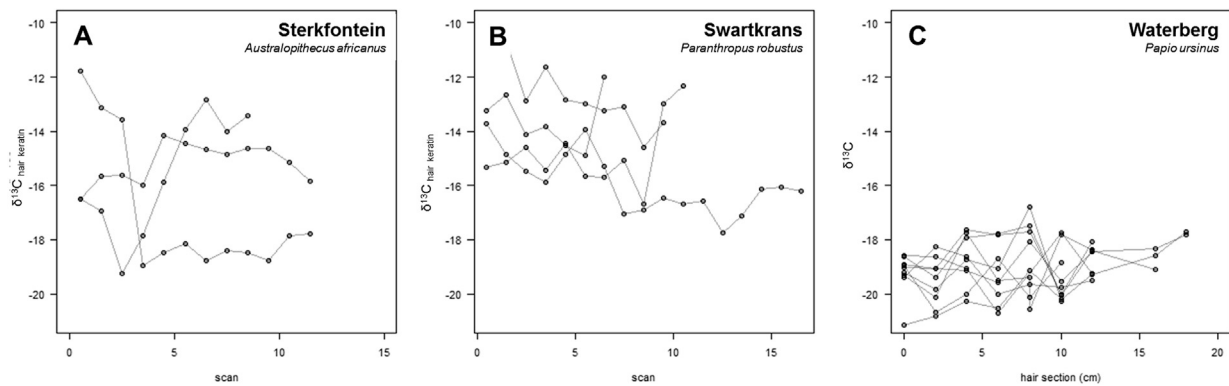 A
Sterkfontein
Australopithecus africanus
-10
-12
-14
-16
-18
-20
δ13C hair keratin
0
5
10
15
scan
B
Swartkrans
Paranthropus robustus
-10
-12
-14
-16
-18
-20
δ13C hair keratin
0
5
10
15
scan
C
Waterberg
Papio ursinus
-10
-12
-14
-16
-18
-20
δ13C
0
5
10
15
20
hair section (cm)